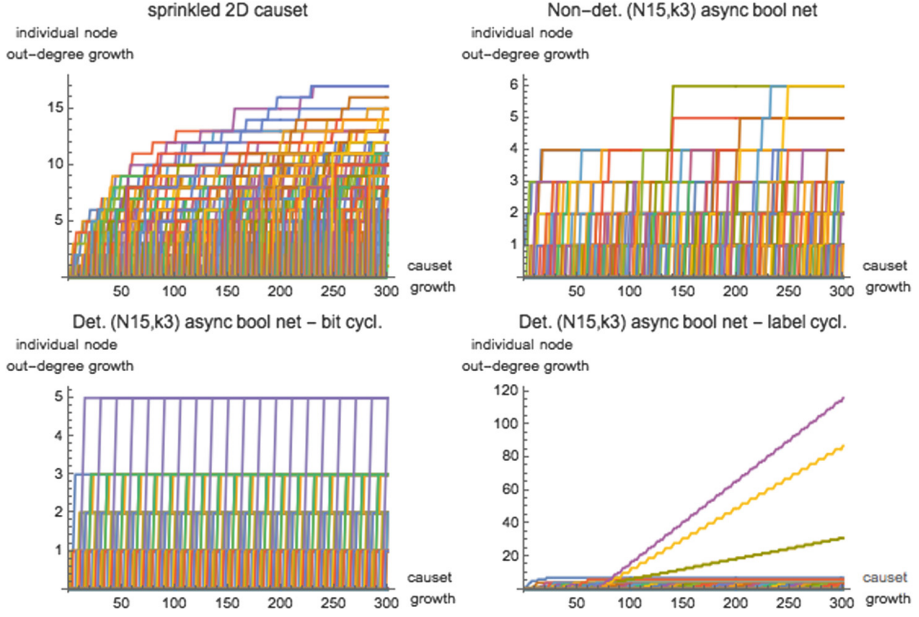 sprinkled 2D causet
individual node
out-degree growth
15
10
5
50 100 150 200 250 300
causet
growth
Non-det. (N15,k3) async bool net
individual node
out-degree growth
6
5
4
3
2
1
50 100 150 200 250 300
causet
growth
Det. (N15,k3) async bool net - bit cycl.
individual node
out-degree growth
5
4
3
2
1
50 100 150 200 250 300
causet
growth
Det. (N15,k3) async bool net - label cycl.
individual node
out-degree growth
120
100
80
60
40
20
50 100 150 200 250 300
causet
growth